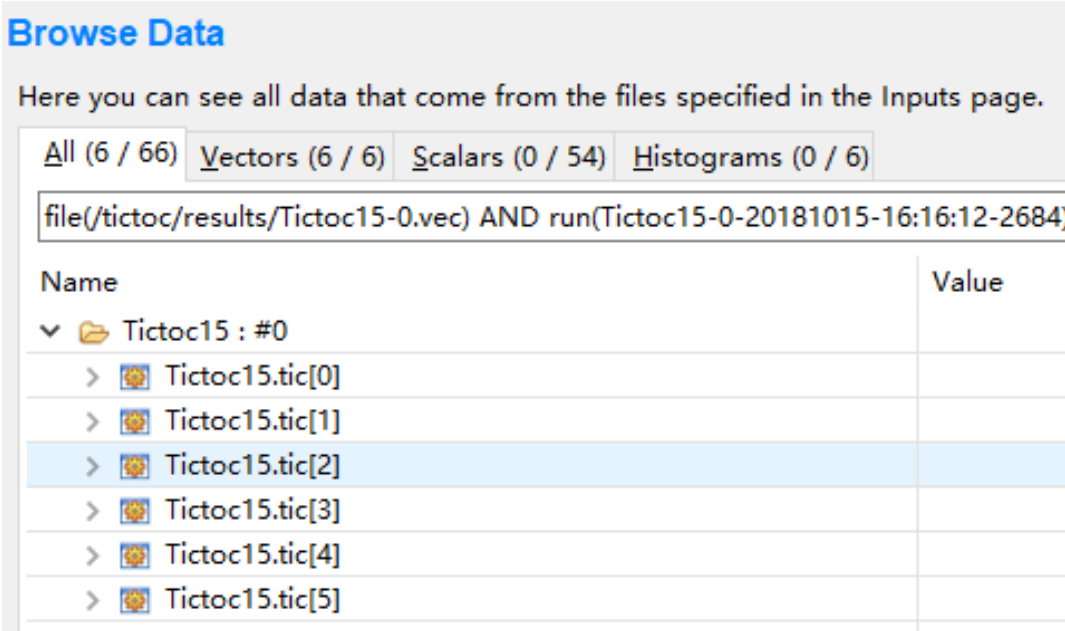 Browse Data
Here you can see all data that come from the files specified in the Inputs page.
All (6 / 66) Vectors (6 / 6) Scalars (0 / 54) Histograms (0 / 6)
file(/tictoc/results/Tictoc15-0.vec) AND run(Tictoc15-0-20181015-16:16:12-2684)
Name Value
Tictoc15 : #0
Tictoc15.tic[0]
Tictoc15.tic[1]
Tictoc15.tic[2]
Tictoc15.tic[3]
Tictoc15.tic[4]
Tictoc15.tic[5]